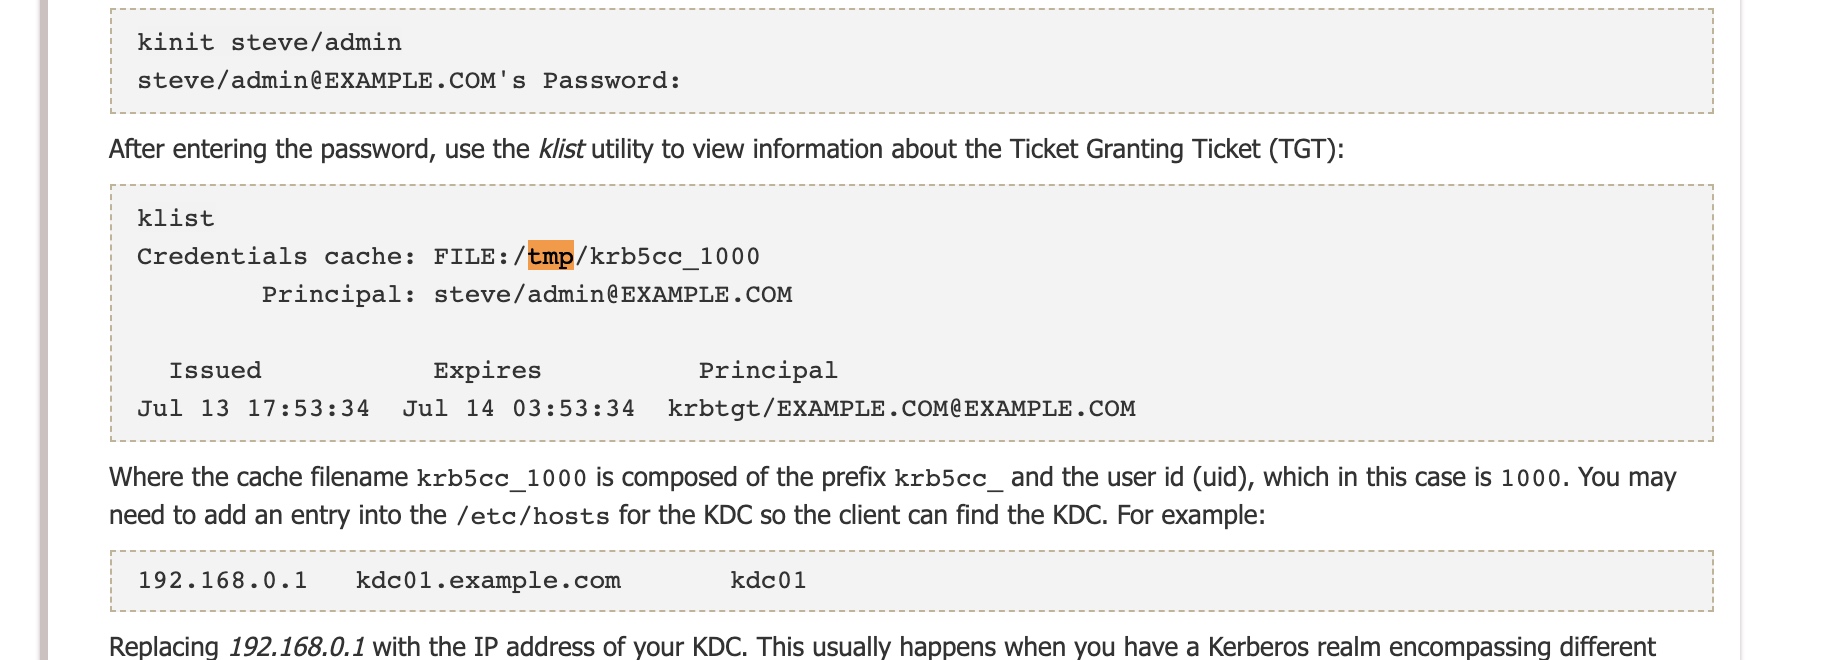 kinit steve/admin
steve/admin@EXAMPLE.COM's Password:
After entering the password, use the klist utility to view information about the Ticket Granting Ticket (TGT):
klist
Credentials cache: FILE:/tmp/krb5cc_1000
        Principal: steve/admin@EXAMPLE.COM
  Issued           Expires          Principal
Jul 13 17:53:34  Jul 14 03:53:34  krbtgt/EXAMPLE.COM@EXAMPLE.COM
Where the cache filename krb5cc_1000 is composed of the prefix krb5cc_ and the user id (uid), which in this case is 1000. You may
need to add an entry into the /etc/hosts for the KDC so the client can find the KDC. For example:
192.168.0.1   kdc01.example.com       kdc01
Replacing 192.168.0.1 with the IP address of your KDC. This usually happens when you have a Kerberos realm encompassing different